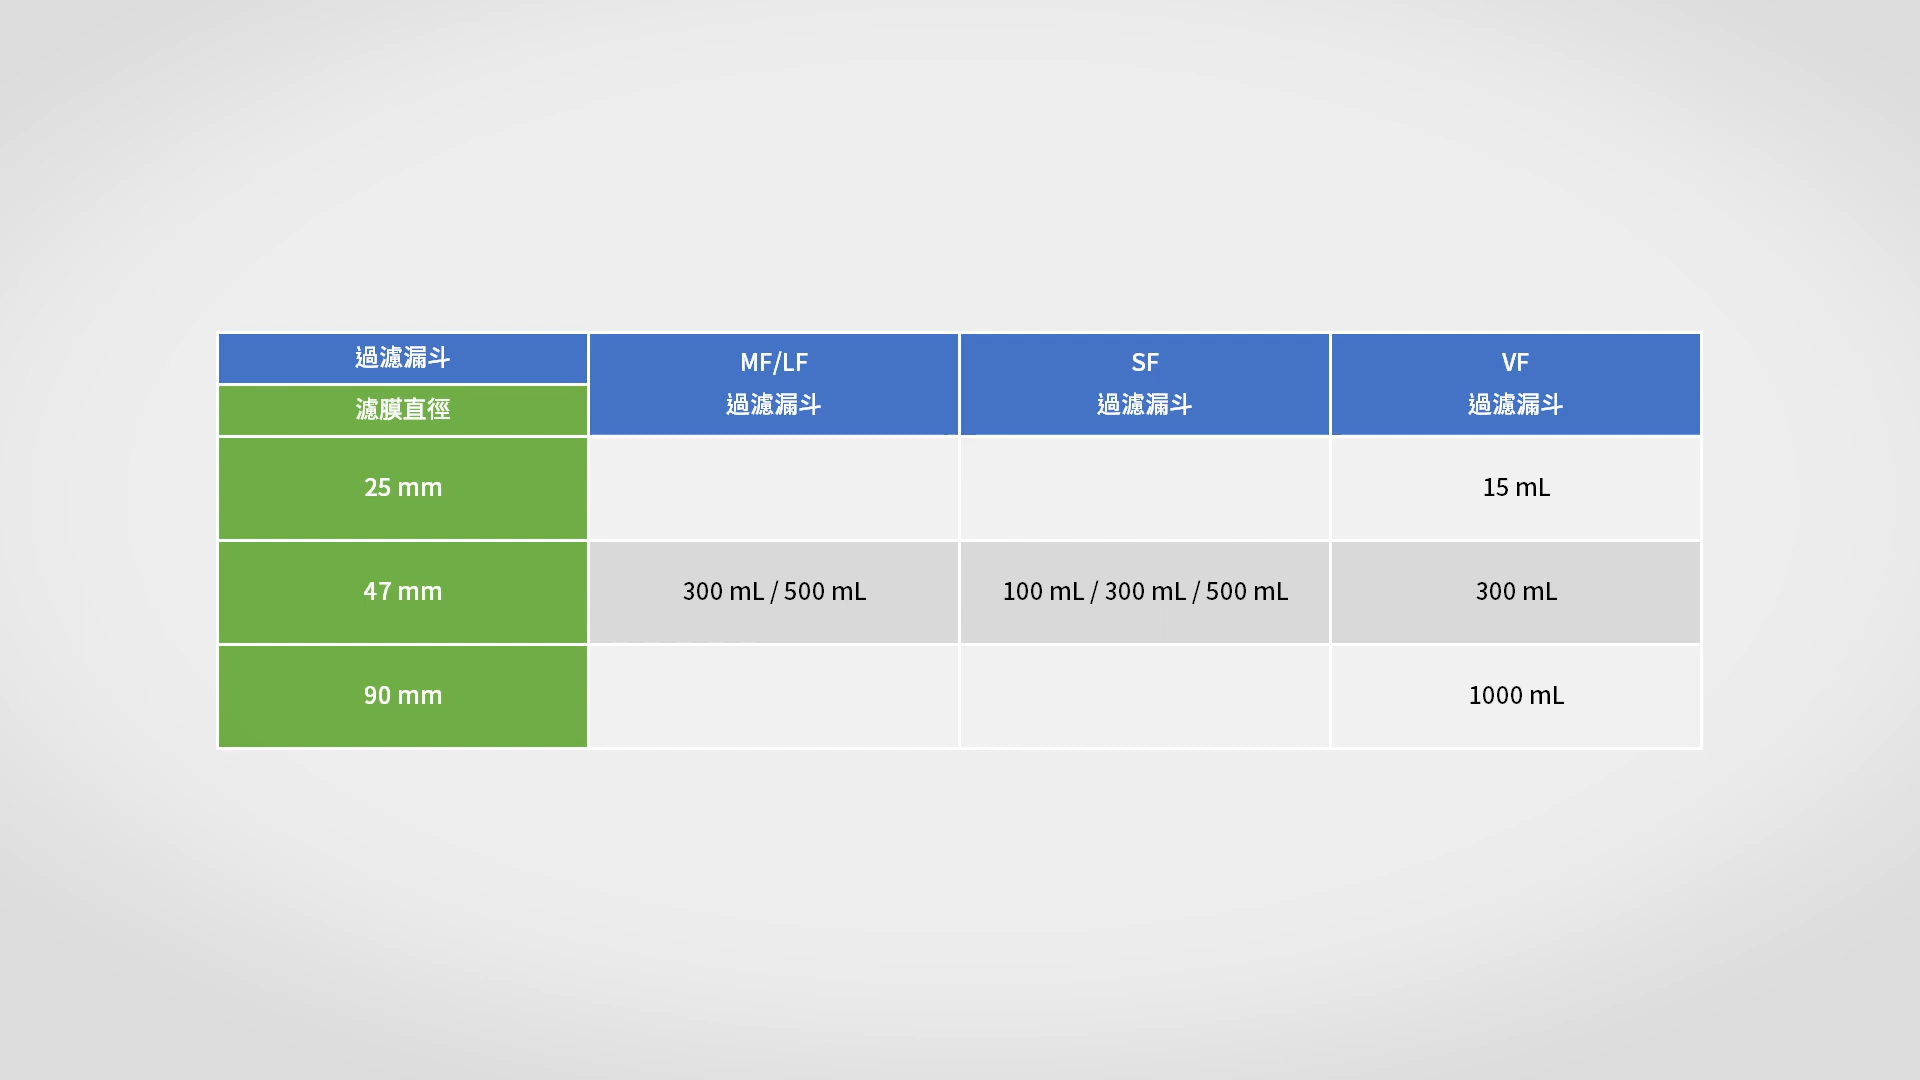 過濾漏斗
濾膜直徑
MF/LF
過濾漏斗
SF
過濾漏斗
VF
過濾漏斗
25 mm
15 mL
47 mm
300 mL / 500 mL
100 mL / 300 mL / 500 mL
300 mL
90 mm
1000 mL